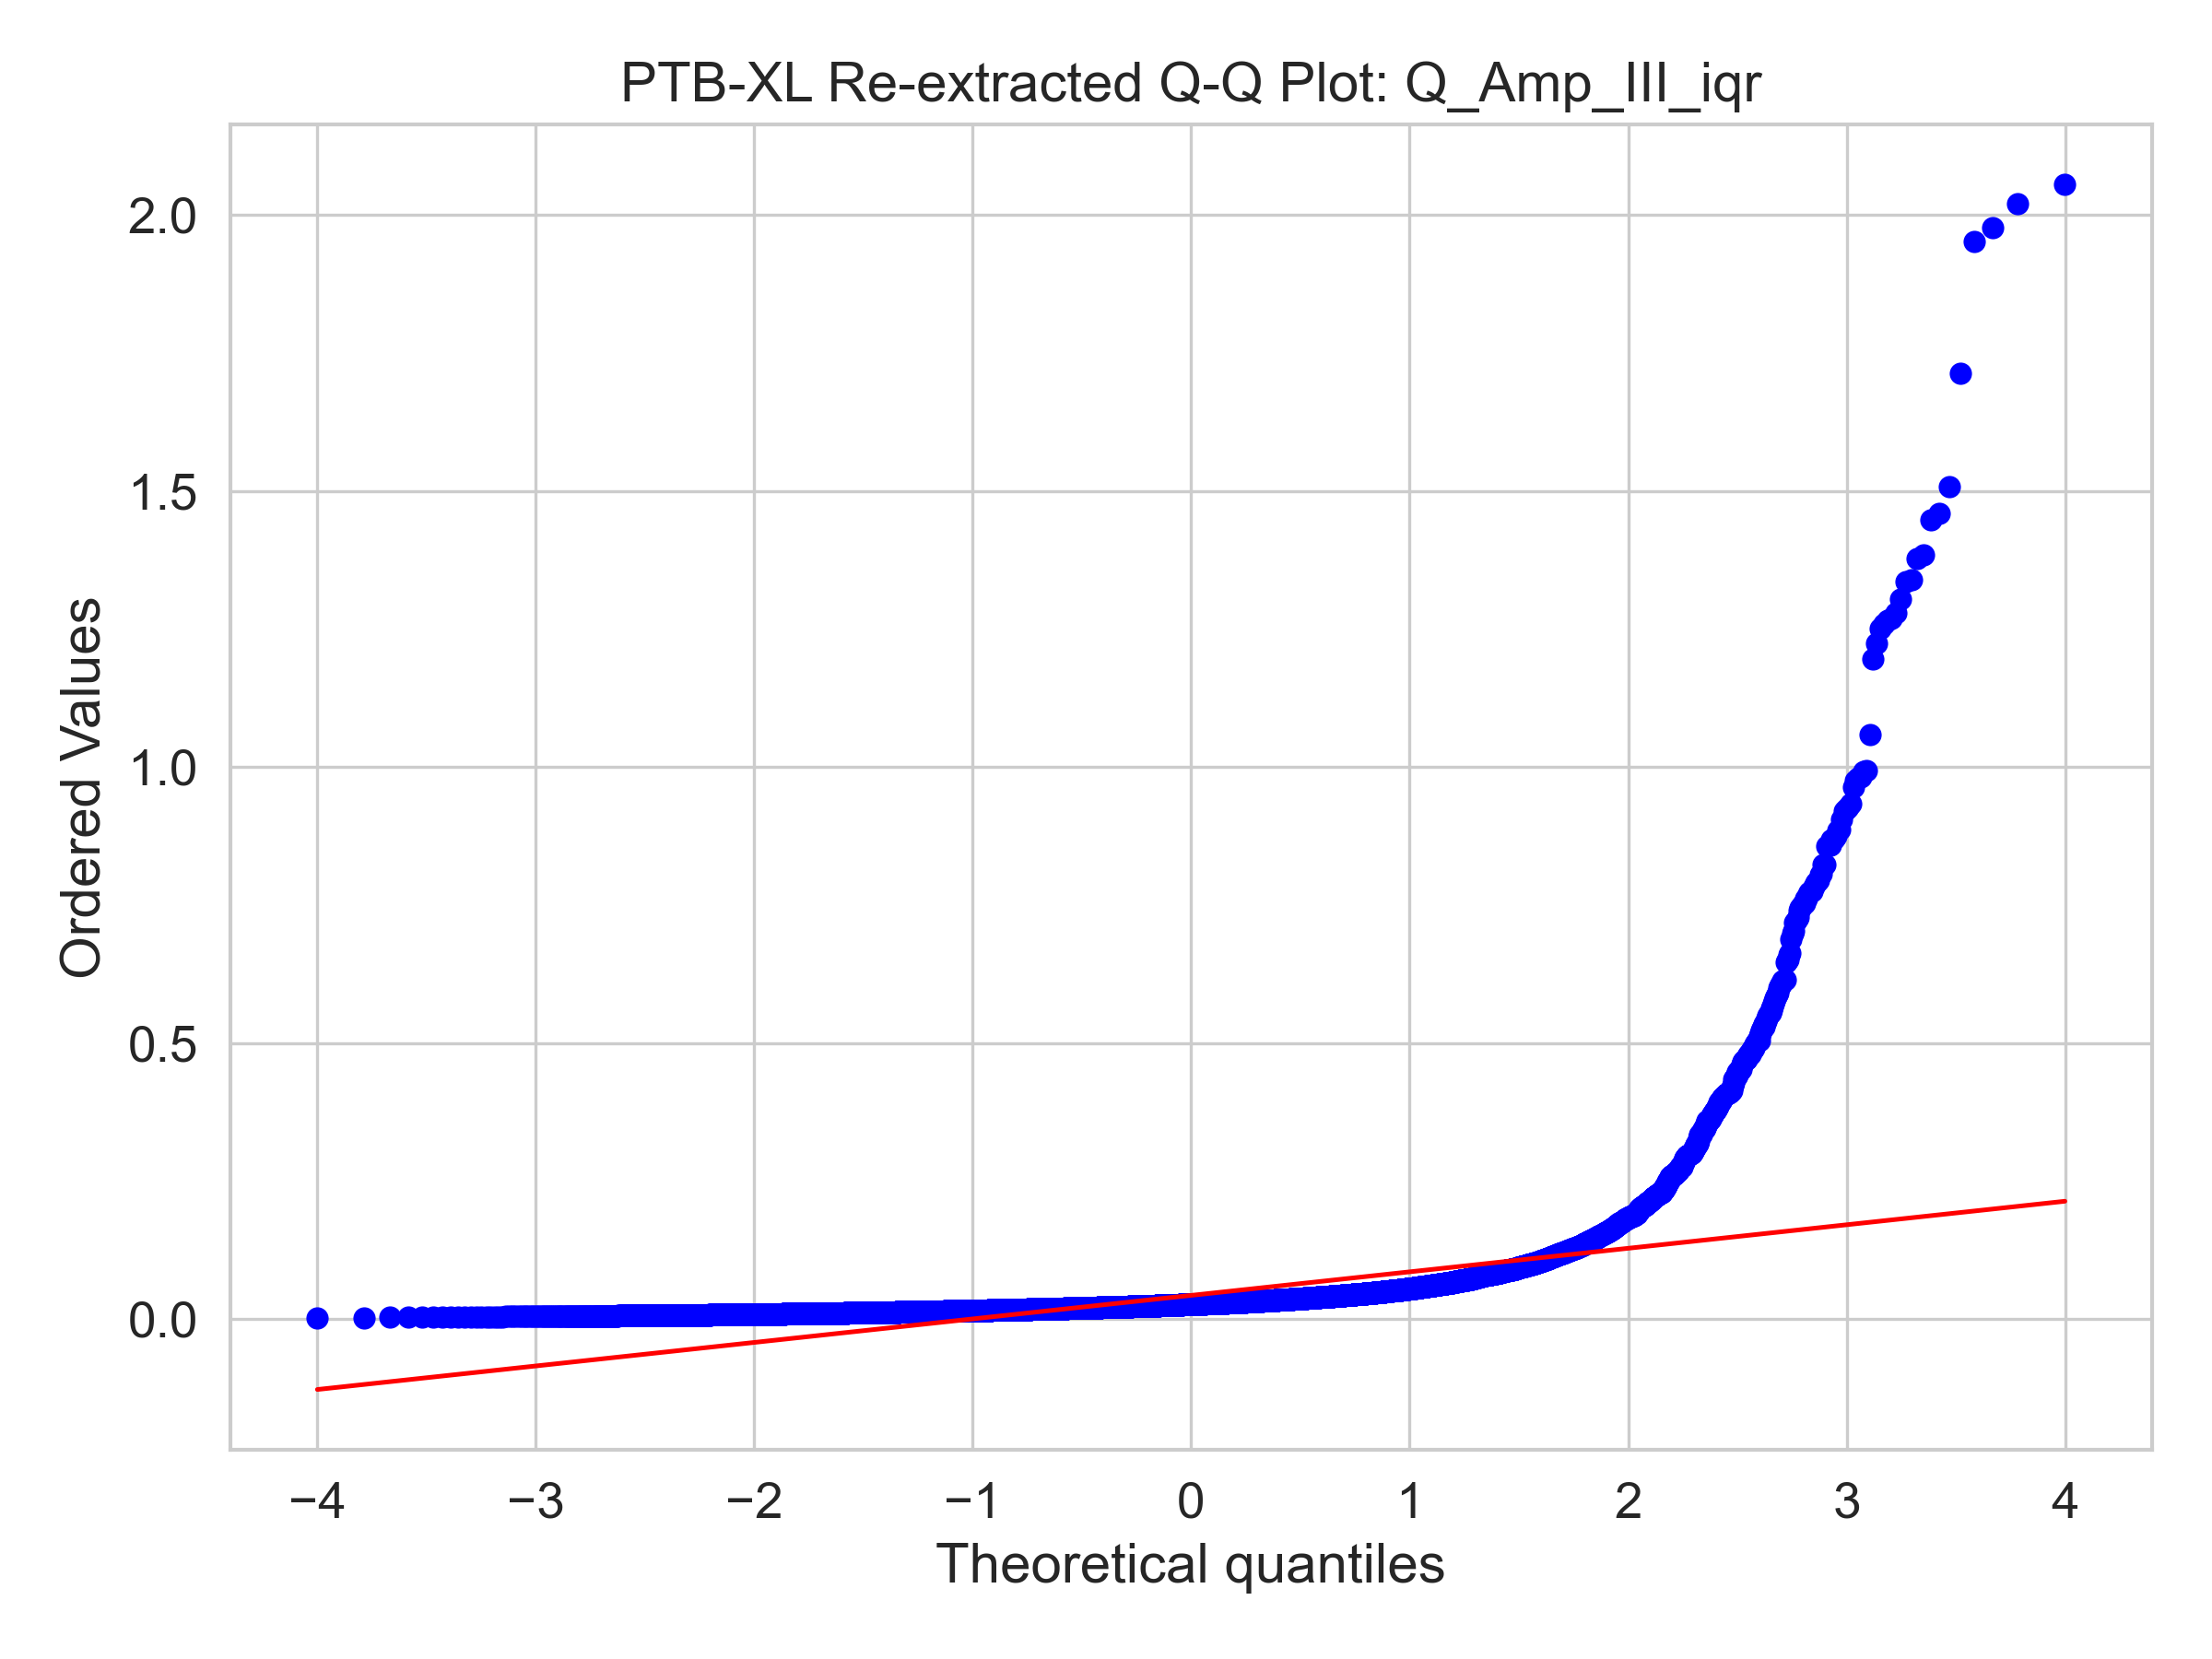 PTB-XL Re-extracted Q-Q Plot: Q_Amp_III_iqr
2.0
1.5
1.0
0.5
0.0
Ordered Values
−4 −3 −2 −1 0 1 2 3 4
Theoretical quantiles